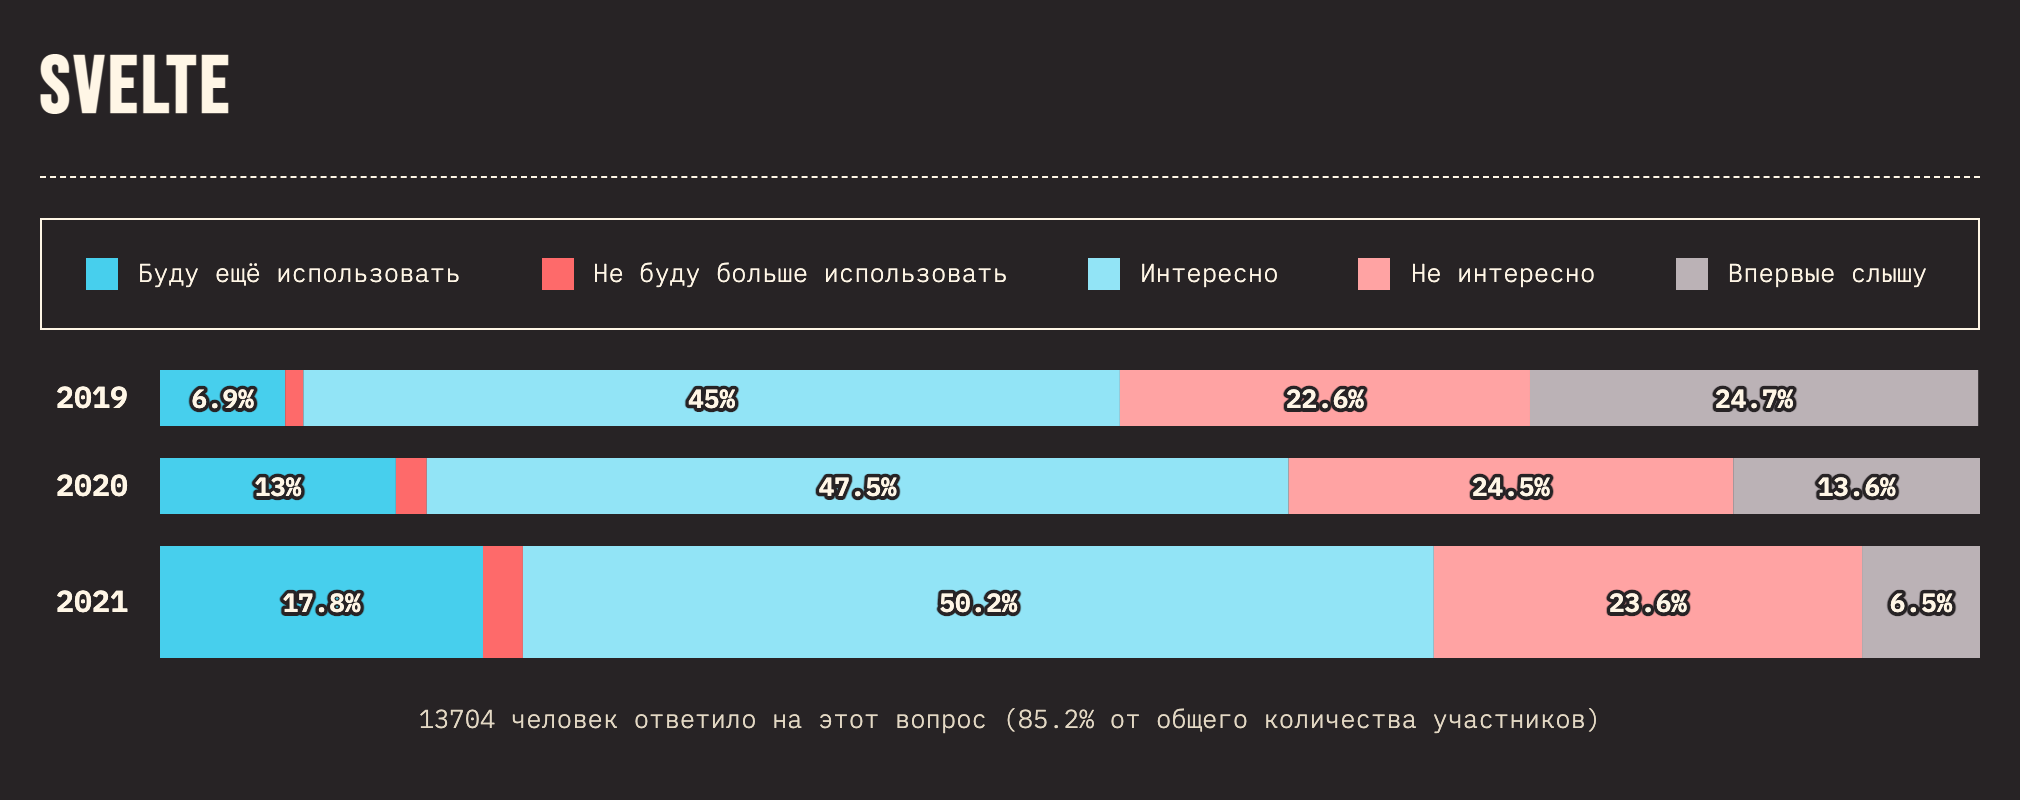 SVELTE
Буду ещё использовать Не буду больше использовать Интересно Не интересно Впервые слышу
2019 6.9% 45% 22.6% 24.7%
2020 13% 47.5% 24.5% 13.6%
2021 17.8% 50.2% 23.6% 6.5%
13704 человек ответило на этот вопрос (85.2% от общего количества участников)